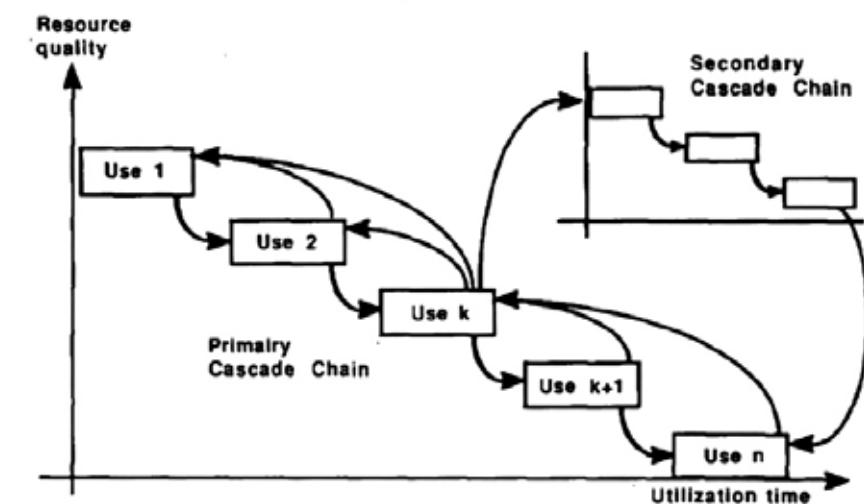 Resource
quality
Secondary
Cascade Chain
Use 1
Use 2
Use k
Primairy
Cascade Chain
Use k+1
Use n
Utilization time